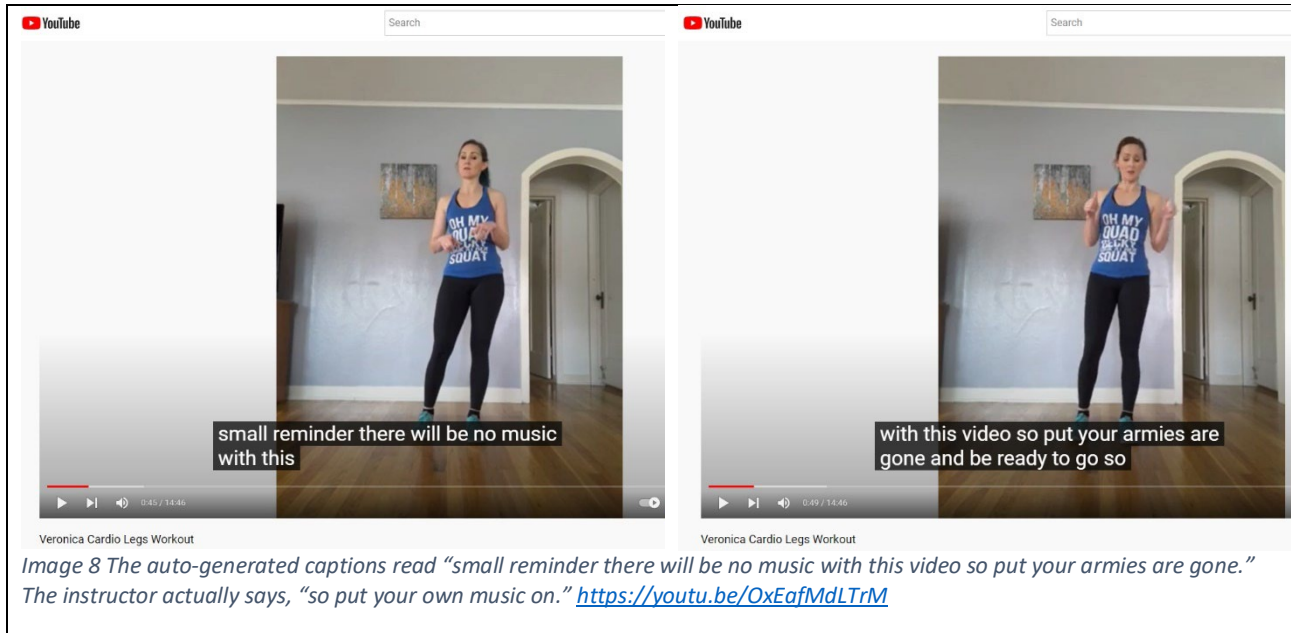 YouTube
Search
OH MY
QUAD
SQUAT
small reminder there will be no music
with this
0:45 / 14:46
Veronica Cardio Legs Workout
YouTube
Search
OH MY
QUAD
SQUAT
with this video so put your armies are
gone and be ready to go so
0:49 / 14:46
Veronica Cardio Legs Workout
Image 8 The auto-generated captions read “small reminder there will be no music with this video so put your armies are gone.”
The instructor actually says, “so put your own music on.” https://youtu.be/OxEafMdLTrM